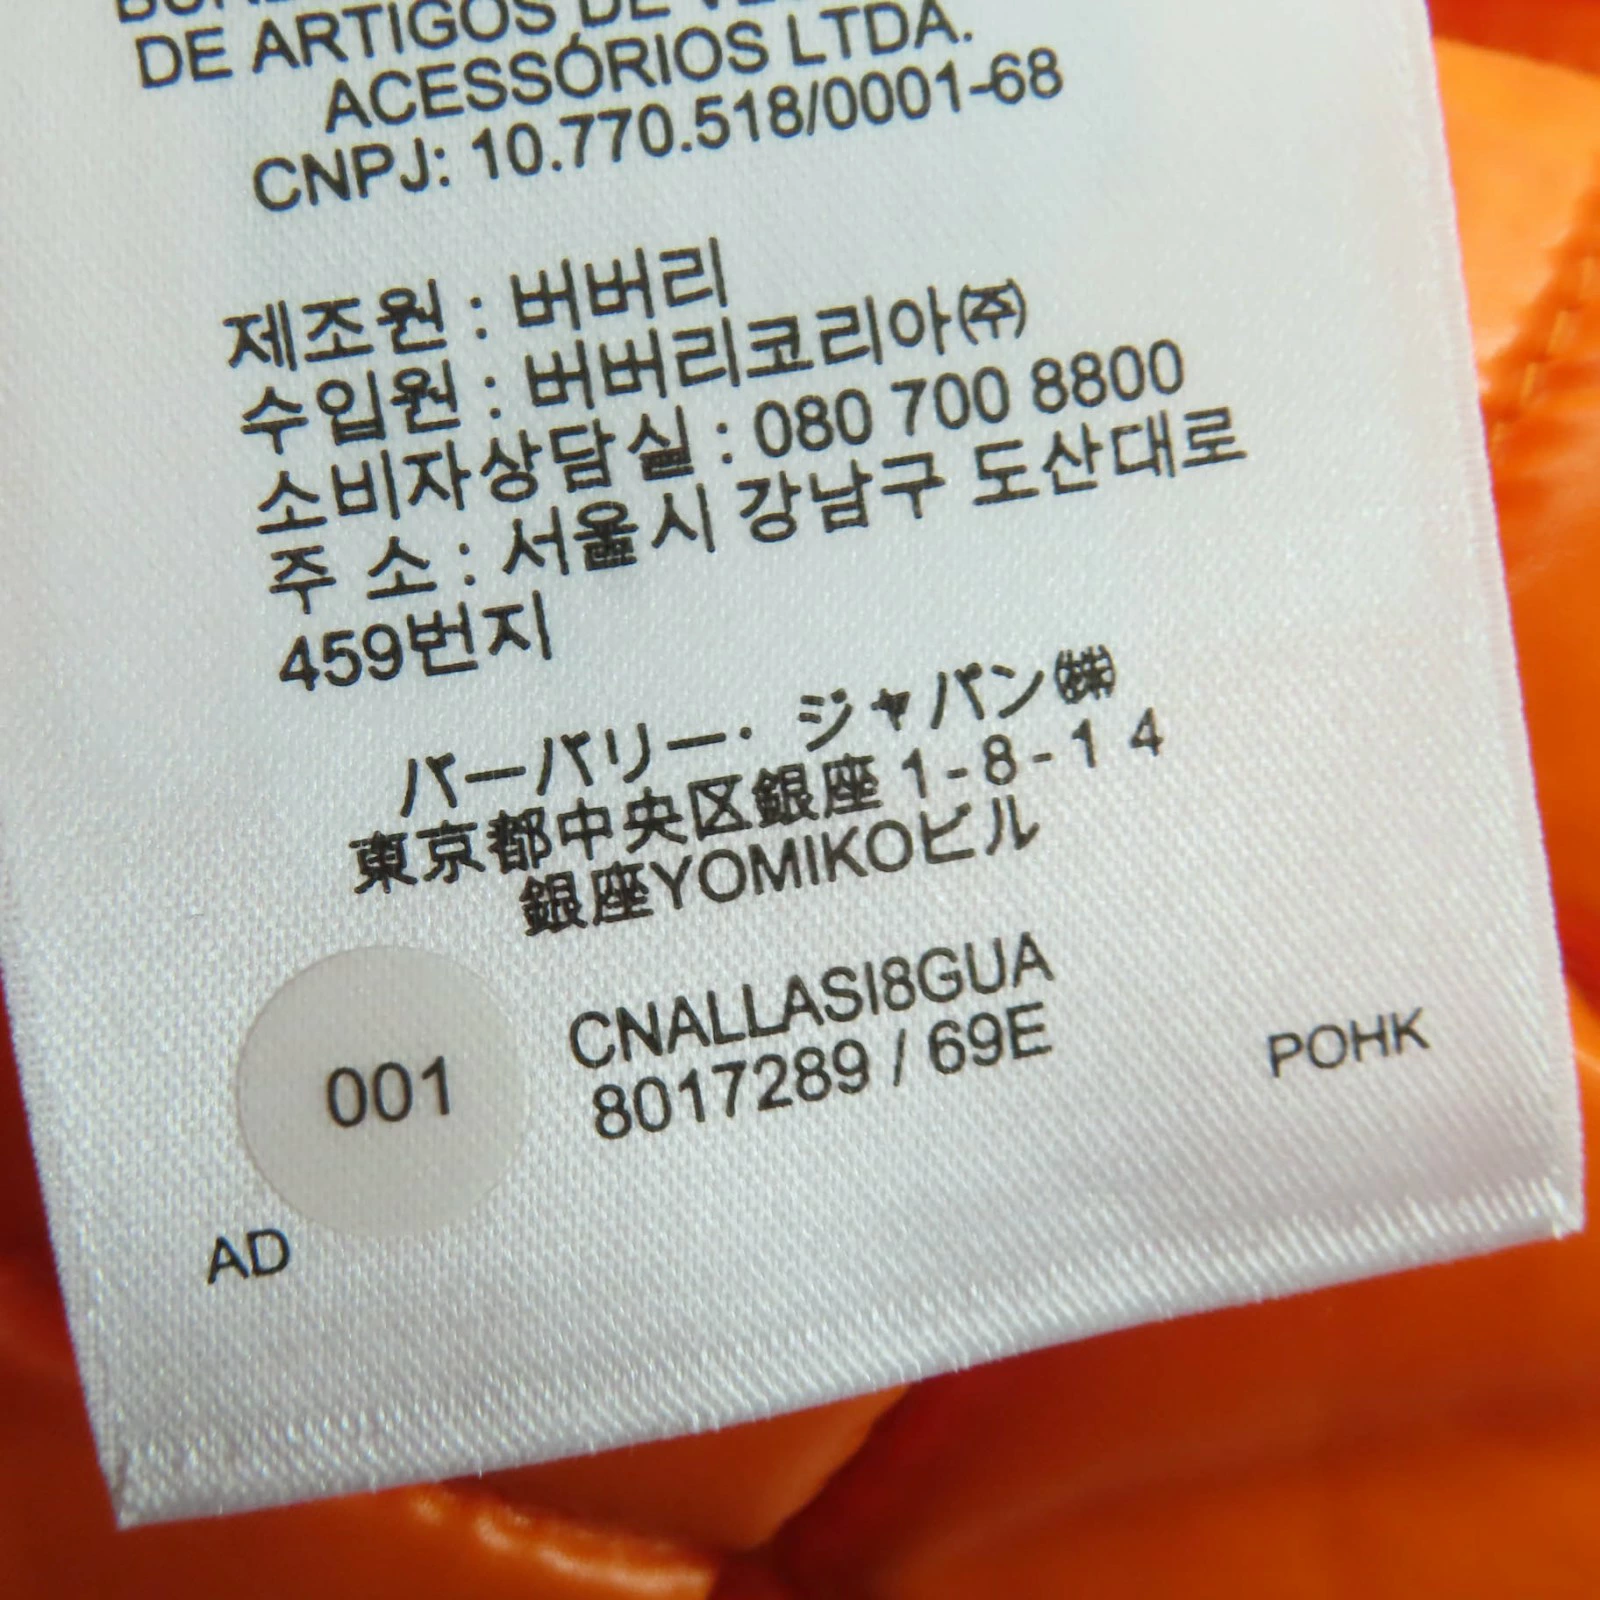 DE ARTIGOS DE
ACESSÓRIOS LTDA.
CNPJ: 10.770.518/0001-68
제조원 : 버버리
수입원 : 버버리코리아㈜
소비자상담실 : 080 700 8800
주 소 : 서울시 강남구 도산대로
459번지
バーバリー・ジャパン㈱
東京都中央区銀座 1-8-1 4
銀座YOMIKOビル
001
CNALLASI8GUA
8017289 / 69E
POHK
AD